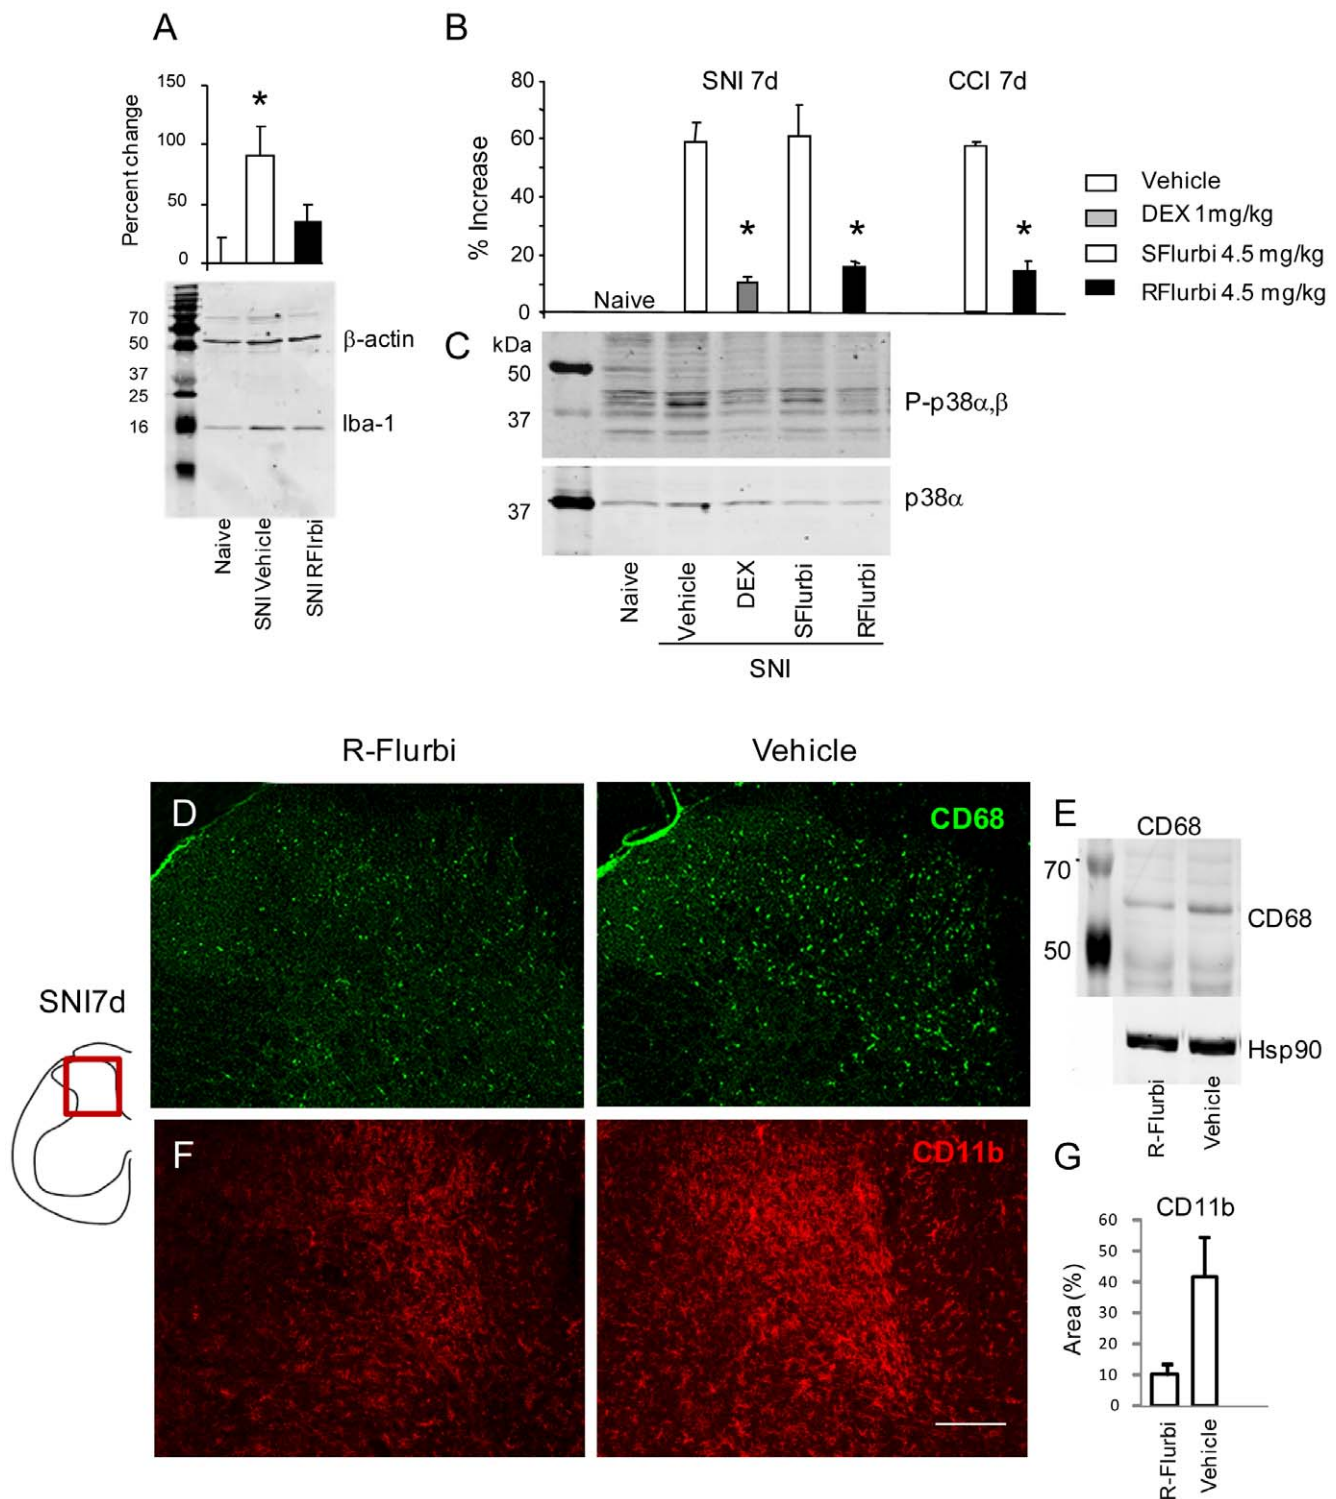 A
150
100
50
0
Percent change
*
70
50
37
25
16
β-actin
Iba-1
Naive
SNI Vehicle
SNI RFlrbi
B
80
60
40
20
0
% Increase
SNI 7d
CCI 7d
Naive
*
*
*
Vehicle
DEX 1mg/kg
SFlurbi 4.5 mg/kg
RFlurbi 4.5 mg/kg
C
kDa
50
37
P-p38α,β
37
p38α
Naive
Vehicle
DEX
SFlurbi
RFlurbi
SNI
R-Flurbi
Vehicle
SNI7d
D
CD68
E
CD68
70
50
CD68
Hsp90
R-Flurbi
Vehicle
F
CD11b
G
CD11b
60
50
40
30
20
10
0
Area (%)
R-Flurbi
Vehicle